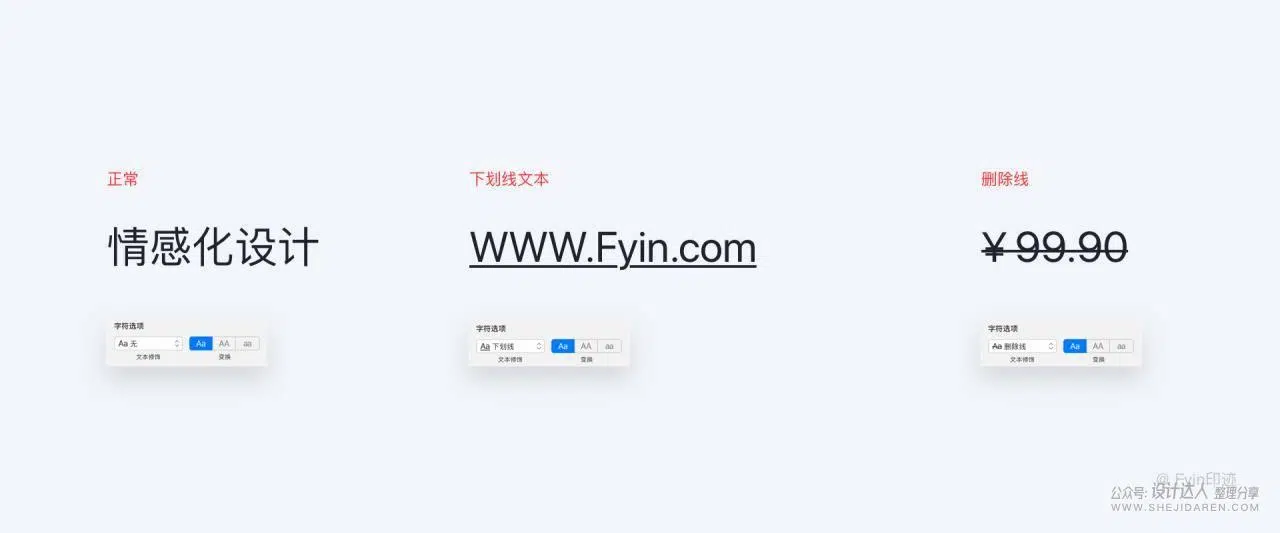 正常
情感化设计
字符选项
Aa 无
Aa AA aa
文本修饰 变换
下划线文本
WWW.Fyin.com
字符选项
Aa 下划线
Aa AA aa
文本修饰 变换
删除线
¥ 99.90
字符选项
Aa 删除线
Aa AA aa
文本修饰 变换
@ Fyin印迹
公众号: 设计达人 整理分享
WWW.SHEJIDAREN.COM